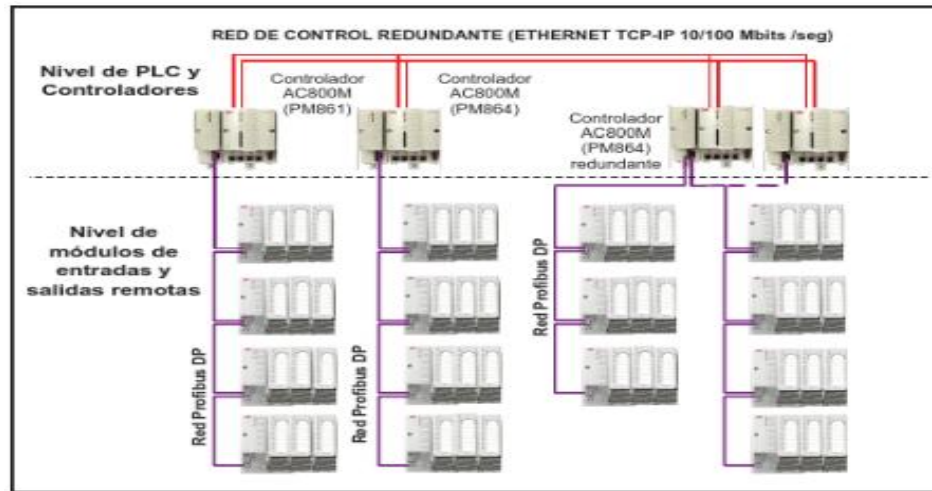 RED DE CONTROL REDUNDANTE (ETHERNET TCP-IP 10/100 Mbits /seg)
Nivel de PLC y
Controladores
Controlador
AC800M
(PM861)
Controlador
AC800M
(PM864)
Controlador
AC800M
(PM864)
redundante
Nivel de
módulos de
entradas y
salidas remotas
Red Profibus DP
Red Profibus DP
Red Profibus DP